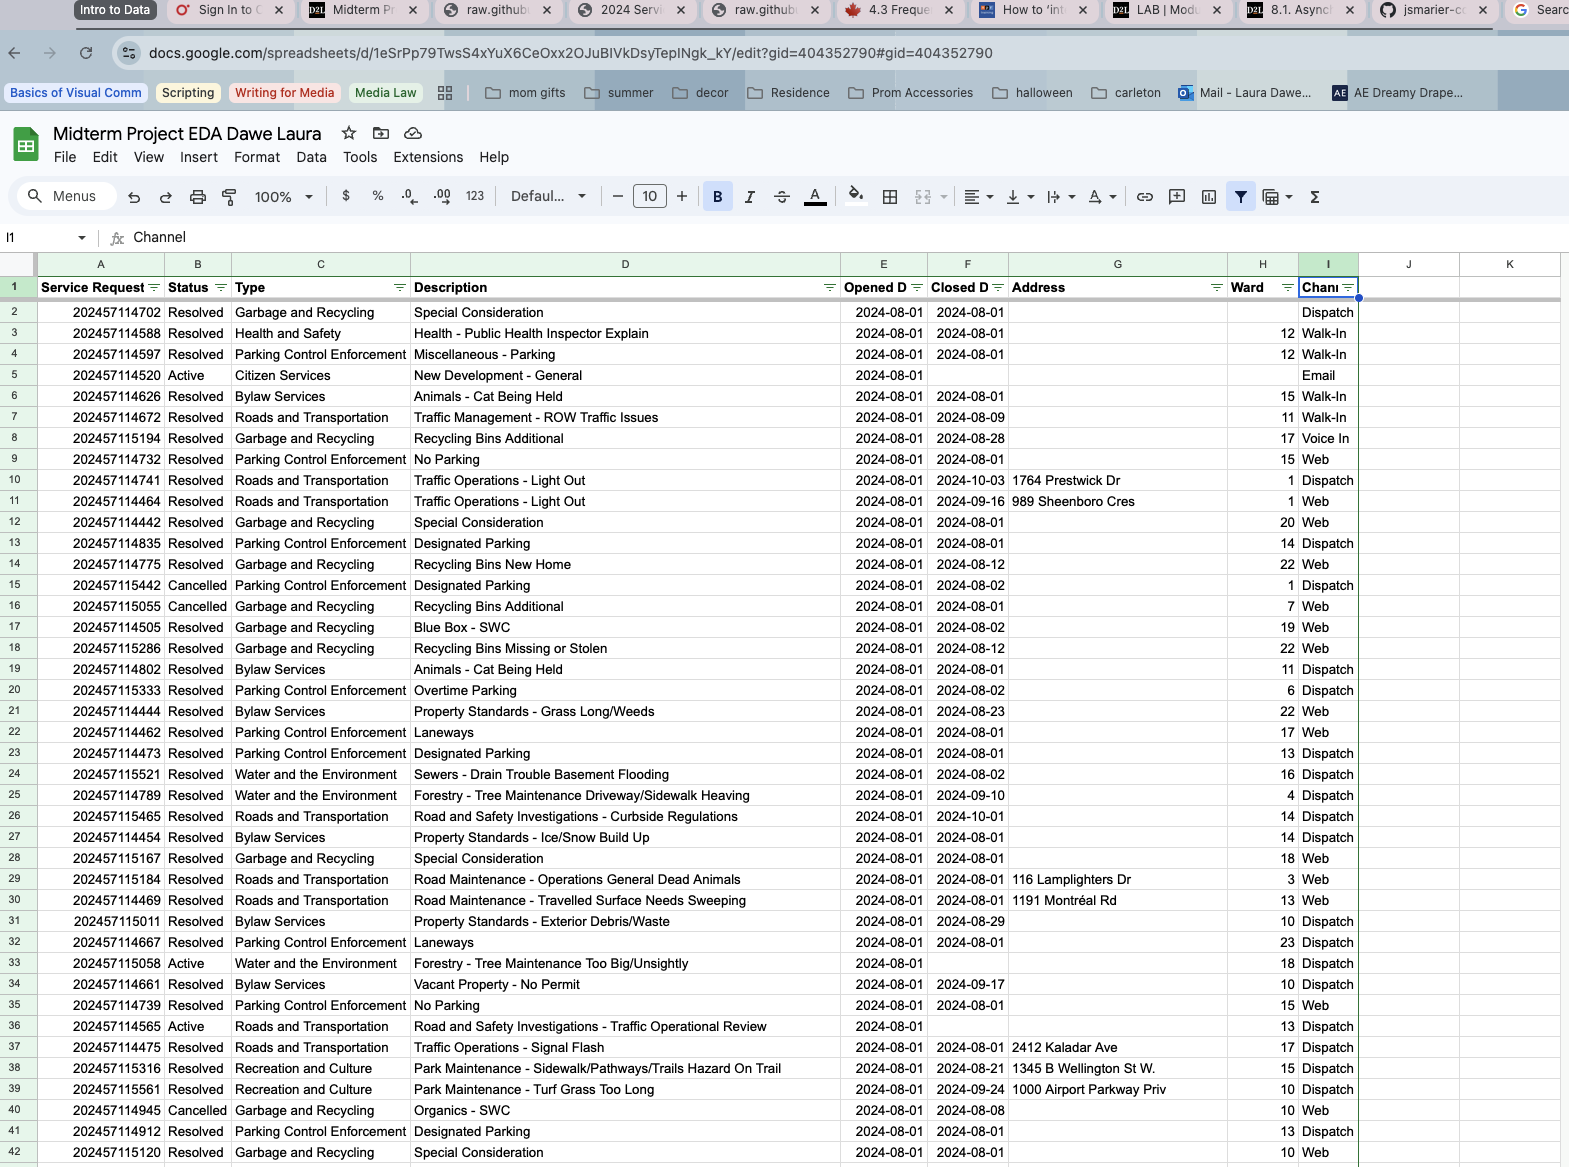 Intro to Data Sign In to C Midterm Pr raw.githubu 2024 Servi raw.githubu 4.3 Freque How to 'int LAB | Modu 8.1. Async jsmarier-co Searc
docs.google.com/spreadsheets/d/1eSrPp79TwsS4xYuX6CeOxx2OJuBIVkDsyTepINgk_kY/edit?gid=404352790#gid=404352790
Basics of Visual Comm Scripting Writing for Media Media Law mom gifts summer decor Residence Prom Accessories halloween carleton Mail - Laura Dawe... AE Dreamy Drape...
Midterm Project EDA Dawe Laura
File Edit View Insert Format Data Tools Extensions Help
Menus 100% $ % .0 .00 123 Defaul... 10 B I A
I1 fx Channel
A B C D E F G H I J K
1 Service Request Status Type Description Opened D Closed D Address Ward Chan
2 202457114702 Resolved Garbage and Recycling Special Consideration 2024-08-01 2024-08-01 Dispatch
3 202457114588 Resolved Health and Safety Health - Public Health Inspector Explain 2024-08-01 2024-08-01 12 Walk-In
4 202457114597 Resolved Parking Control Enforcement Miscellaneous - Parking 2024-08-01 2024-08-01 12 Walk-In
5 202457114520 Active Citizen Services New Development - General 2024-08-01 Email
6 202457114626 Resolved Bylaw Services Animals - Cat Being Held 2024-08-01 2024-08-01 15 Walk-In
7 202457114672 Resolved Roads and Transportation Traffic Management - ROW Traffic Issues 2024-08-01 2024-08-09 11 Walk-In
8 202457115194 Resolved Garbage and Recycling Recycling Bins Additional 2024-08-01 2024-08-28 17 Voice In
9 202457114732 Resolved Parking Control Enforcement No Parking 2024-08-01 2024-08-01 15 Web
10 202457114741 Resolved Roads and Transportation Traffic Operations - Light Out 2024-08-01 2024-10-03 1764 Prestwick Dr 1 Dispatch
11 202457114464 Resolved Roads and Transportation Traffic Operations - Light Out 2024-08-01 2024-09-16 989 Sheenboro Cres 1 Web
12 202457114442 Resolved Garbage and Recycling Special Consideration 2024-08-01 2024-08-01 20 Web
13 202457114835 Resolved Parking Control Enforcement Designated Parking 2024-08-01 2024-08-01 14 Dispatch
14 202457114775 Resolved Garbage and Recycling Recycling Bins New Home 2024-08-01 2024-08-12 22 Web
15 202457115442 Cancelled Parking Control Enforcement Designated Parking 2024-08-01 2024-08-02 1 Dispatch
16 202457115055 Cancelled Garbage and Recycling Recycling Bins Additional 2024-08-01 2024-08-01 7 Web
17 202457114505 Resolved Garbage and Recycling Blue Box - SWC 2024-08-01 2024-08-02 19 Web
18 202457115286 Resolved Garbage and Recycling Recycling Bins Missing or Stolen 2024-08-01 2024-08-12 22 Web
19 202457114802 Resolved Bylaw Services Animals - Cat Being Held 2024-08-01 2024-08-01 11 Dispatch
20 202457115333 Resolved Parking Control Enforcement Overtime Parking 2024-08-01 2024-08-02 6 Dispatch
21 202457114444 Resolved Bylaw Services Property Standards - Grass Long/Weeds 2024-08-01 2024-08-23 22 Web
22 202457114462 Resolved Parking Control Enforcement Laneways 2024-08-01 2024-08-01 17 Web
23 202457114473 Resolved Parking Control Enforcement Designated Parking 2024-08-01 2024-08-01 13 Dispatch
24 202457115521 Resolved Water and the Environment Sewers - Drain Trouble Basement Flooding 2024-08-01 2024-08-02 16 Dispatch
25 202457114789 Resolved Water and the Environment Forestry - Tree Maintenance Driveway/Sidewalk Heaving 2024-08-01 2024-09-10 4 Dispatch
26 202457115465 Resolved Roads and Transportation Road and Safety Investigations - Curbside Regulations 2024-08-01 2024-10-01 14 Dispatch
27 202457114454 Resolved Bylaw Services Property Standards - Ice/Snow Build Up 2024-08-01 2024-08-01 14 Dispatch
28 202457115167 Resolved Garbage and Recycling Special Consideration 2024-08-01 2024-08-01 18 Web
29 202457115184 Resolved Roads and Transportation Road Maintenance - Operations General Dead Animals 2024-08-01 2024-08-01 116 Lamplighters Dr 3 Web
30 202457114469 Resolved Roads and Transportation Road Maintenance - Travelled Surface Needs Sweeping 2024-08-01 2024-08-01 1191 Montréal Rd 13 Web
31 202457115011 Resolved Bylaw Services Property Standards - Exterior Debris/Waste 2024-08-01 2024-08-29 10 Dispatch
32 202457114667 Resolved Parking Control Enforcement Laneways 2024-08-01 2024-08-01 23 Dispatch
33 202457115058 Active Water and the Environment Forestry - Tree Maintenance Too Big/Unsightly 2024-08-01 18 Dispatch
34 202457114661 Resolved Bylaw Services Vacant Property - No Permit 2024-08-01 2024-09-17 10 Dispatch
35 202457114739 Resolved Parking Control Enforcement No Parking 2024-08-01 2024-08-01 15 Web
36 202457114565 Active Roads and Transportation Road and Safety Investigations - Traffic Operational Review 2024-08-01 13 Dispatch
37 202457114475 Resolved Roads and Transportation Traffic Operations - Signal Flash 2024-08-01 2024-08-01 2412 Kaladar Ave 17 Dispatch
38 202457115316 Resolved Recreation and Culture Park Maintenance - Sidewalk/Pathways/Trails Hazard On Trail 2024-08-01 2024-08-21 1345 B Wellington St W. 15 Dispatch
39 202457115561 Resolved Recreation and Culture Park Maintenance - Turf Grass Too Long 2024-08-01 2024-09-24 1000 Airport Parkway Priv 10 Dispatch
40 202457114945 Cancelled Garbage and Recycling Organics - SWC 2024-08-01 2024-08-08 10 Web
41 202457114912 Resolved Parking Control Enforcement Designated Parking 2024-08-01 2024-08-01 13 Dispatch
42 202457115120 Resolved Garbage and Recycling Special Consideration 2024-08-01 2024-08-01 10 Web